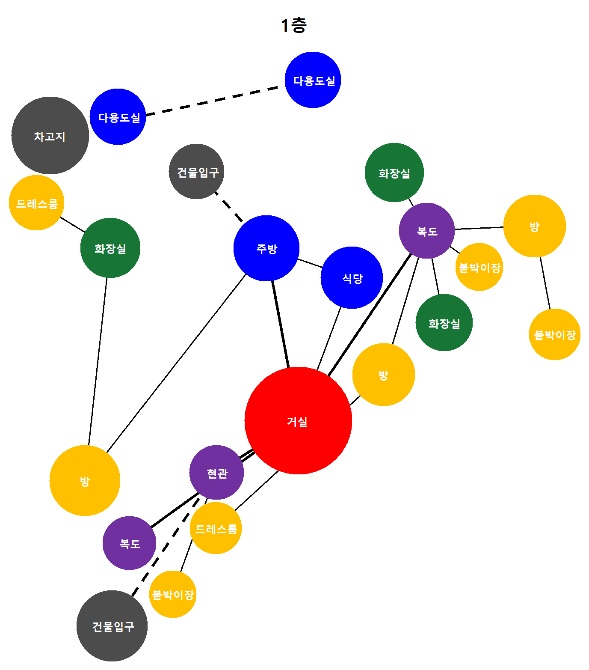 1층
다용도실
다용도실
차고지
건물입구
화장실
드레스룸
복도
방
화장실
주방
식당
붙박이장
화장실
붙박이장
방
거실
현관
방
드레스룸
복도
붙박이장
건물입구